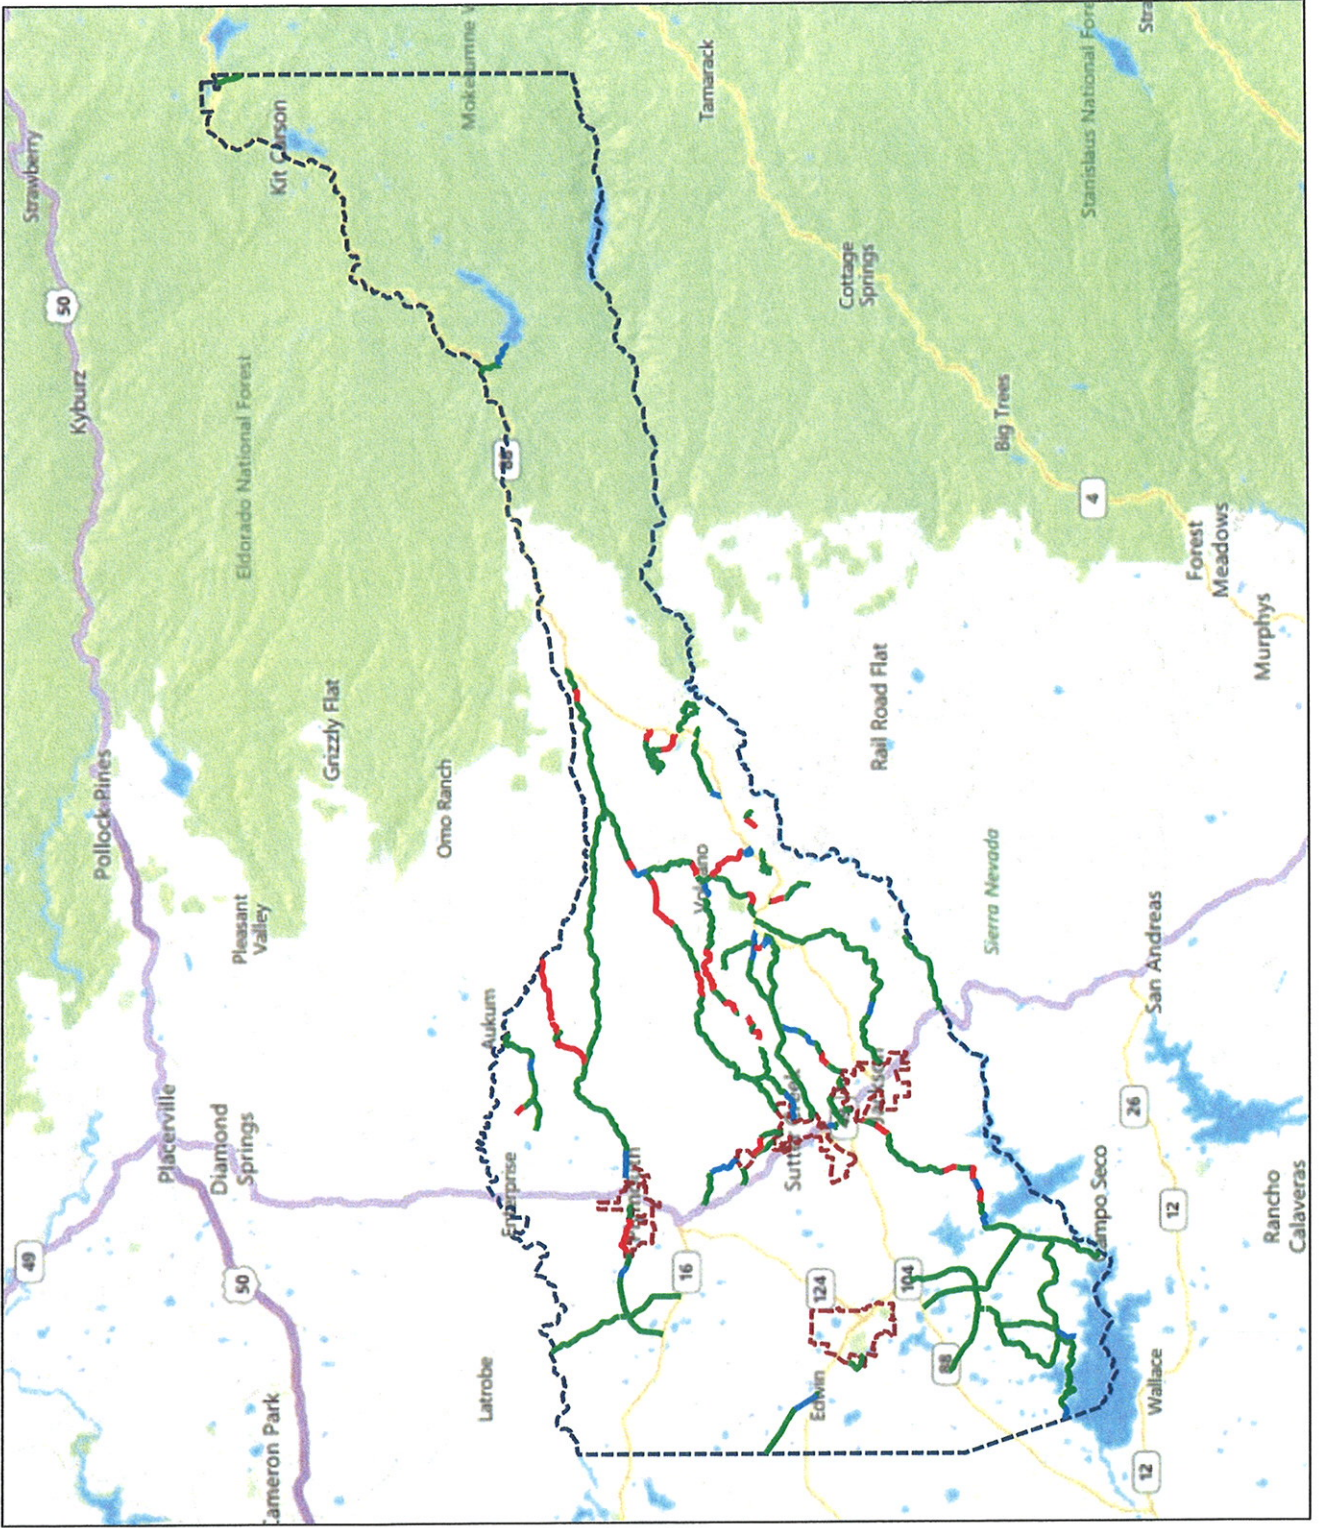 49
Strawberry
50
Kyburz
Pollock Pines
Placerville
Diamond
Springs
50
Pleasant
Valley
Eldorado National Forest
Cameron Park
Kit Carson
Grizzly Flat
Omo Ranch
Latrobe
Aukum
Enterprise
88
16
Volcano
Tamarack
Sutter Creek
Edwin
124
Jackson
Cottage
Springs
Rail Road Flat
104
88
Sierra Nevada
Big Trees
Stanislaus National Fore
4
Campo Seco
26
12
Wallace
12
San Andreas
Stra
Forest
Meadows
Murphys
Rancho
Calaveras